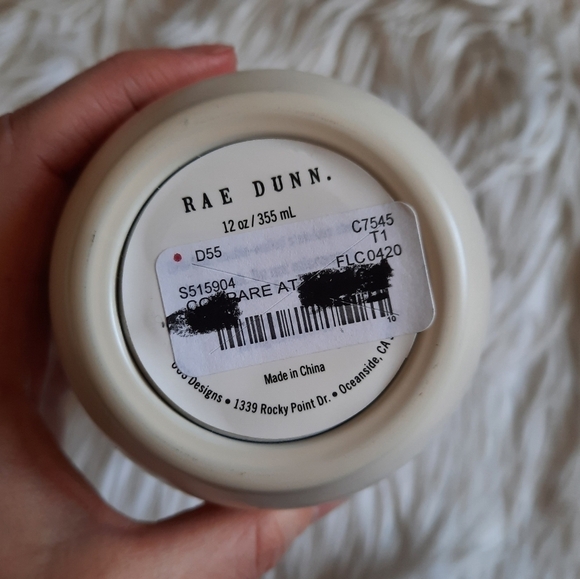 RAE DUNN.
12 oz / 355 mL
D55
C7545
T1
S515904
FLC0420
COMPARE AT
10
Made in China
Designs • 1339 Rocky Point Dr. • Oceanside, CA